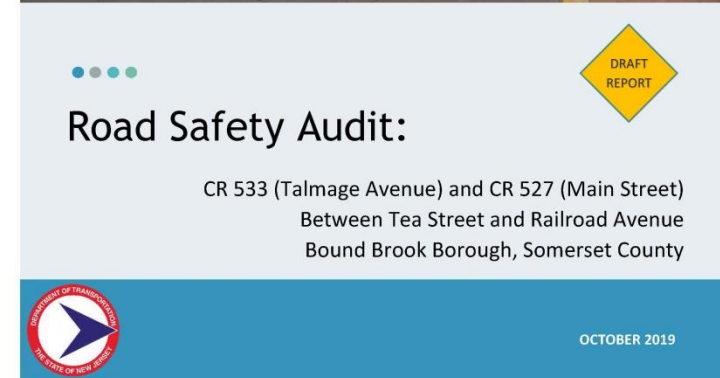 DRAFT
REPORT
Road Safety Audit:
CR 533 (Talmage Avenue) and CR 527 (Main Street)
Between Tea Street and Railroad Avenue
Bound Brook Borough, Somerset County
DEPARTMENT OF TRANSPORTATION
THE STATE OF NEW JERSEY
OCTOBER 2019